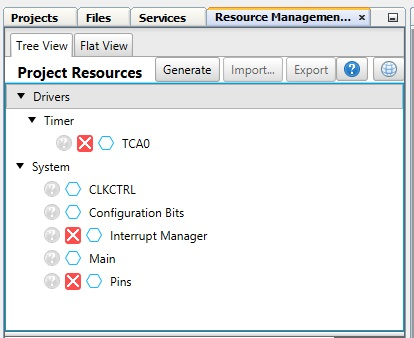 Projects Files Services Resource Managemen... ×
Tree View Flat View
Project Resources Generate Import... Export ?
Drivers
Timer
? TCA0
System
? CLKCTRL
? Configuration Bits
? Interrupt Manager
? Main
? Pins